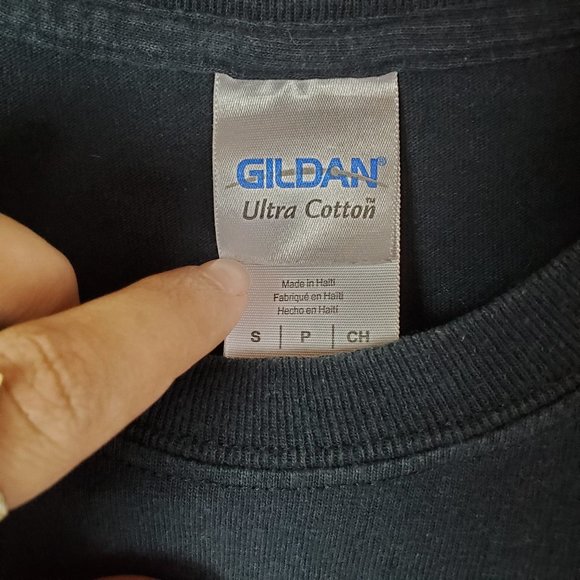 GILDAN®
Ultra Cotton™
Made in Haiti
Fabriqué en Haïti
Hecho en Haití
S | P | CH